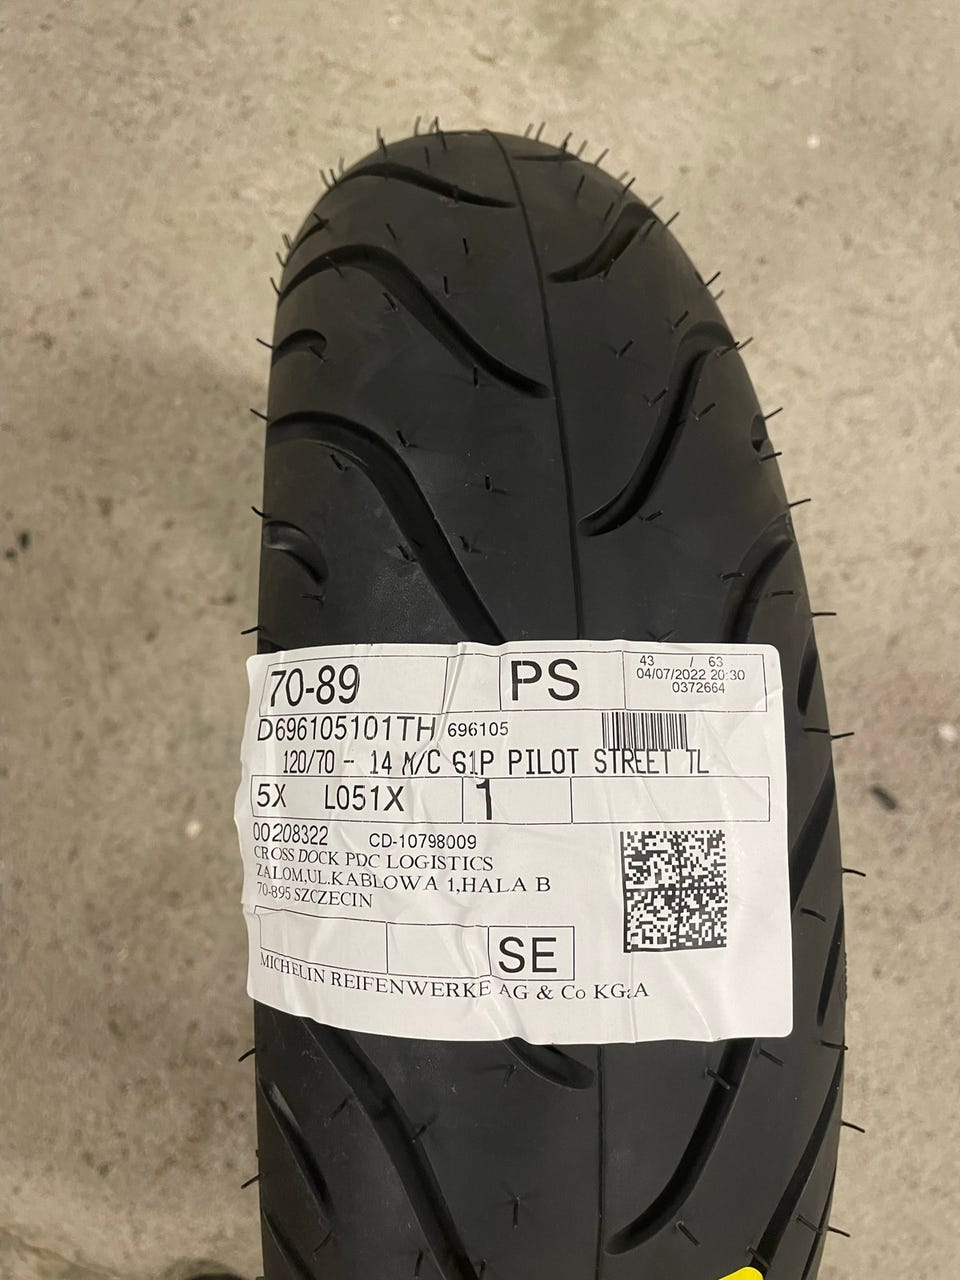 70-89 PS 43 / 63
04/07/2022 20:30
0372664
D696105101TH 696105
120/70 - 14 M/C 61P PILOT STREET TL
5X L051X 1
00208322 CD-10798009
CROSS DOCK PDC LOGISTICS
ZALOM,UL.KABLOWA 1,HALA B
70-895 SZCZECIN
SE
MICHELIN REIFENWERKE AG & Co KGaA